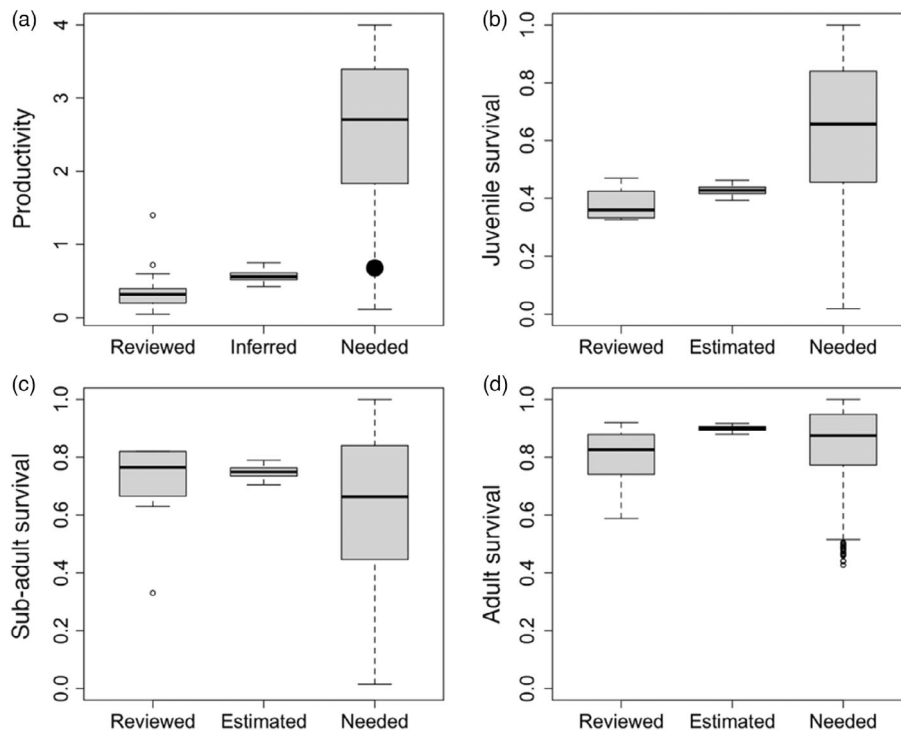 (a)
Productivity
4
3
2
1
0
Reviewed Inferred Needed
(b)
Juvenile survival
1.0
0.8
0.6
0.4
0.2
0.0
Reviewed Estimated Needed
(c)
Sub-adult survival
1.0
0.8
0.6
0.4
0.2
0.0
Reviewed Estimated Needed
(d)
Adult survival
1.0
0.8
0.6
0.4
0.2
0.0
Reviewed Estimated Needed